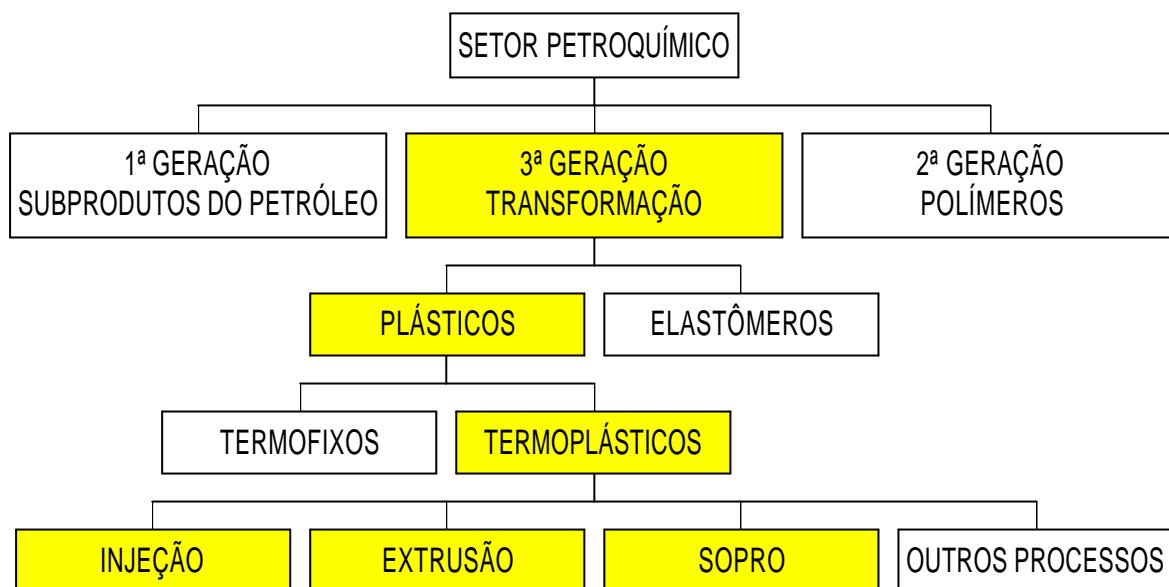 SETOR PETROQUÍMICO
1ª GERAÇÃO
SUBPRODUTOS DO PETRÓLEO
3ª GERAÇÃO
TRANSFORMAÇÃO
2ª GERAÇÃO
POLÍMEROS
PLÁSTICOS
ELASTÔMEROS
TERMOFIXOS
TERMOPLÁSTICOS
INJEÇÃO
EXTRUSÃO
SOPRO
OUTROS PROCESSOS